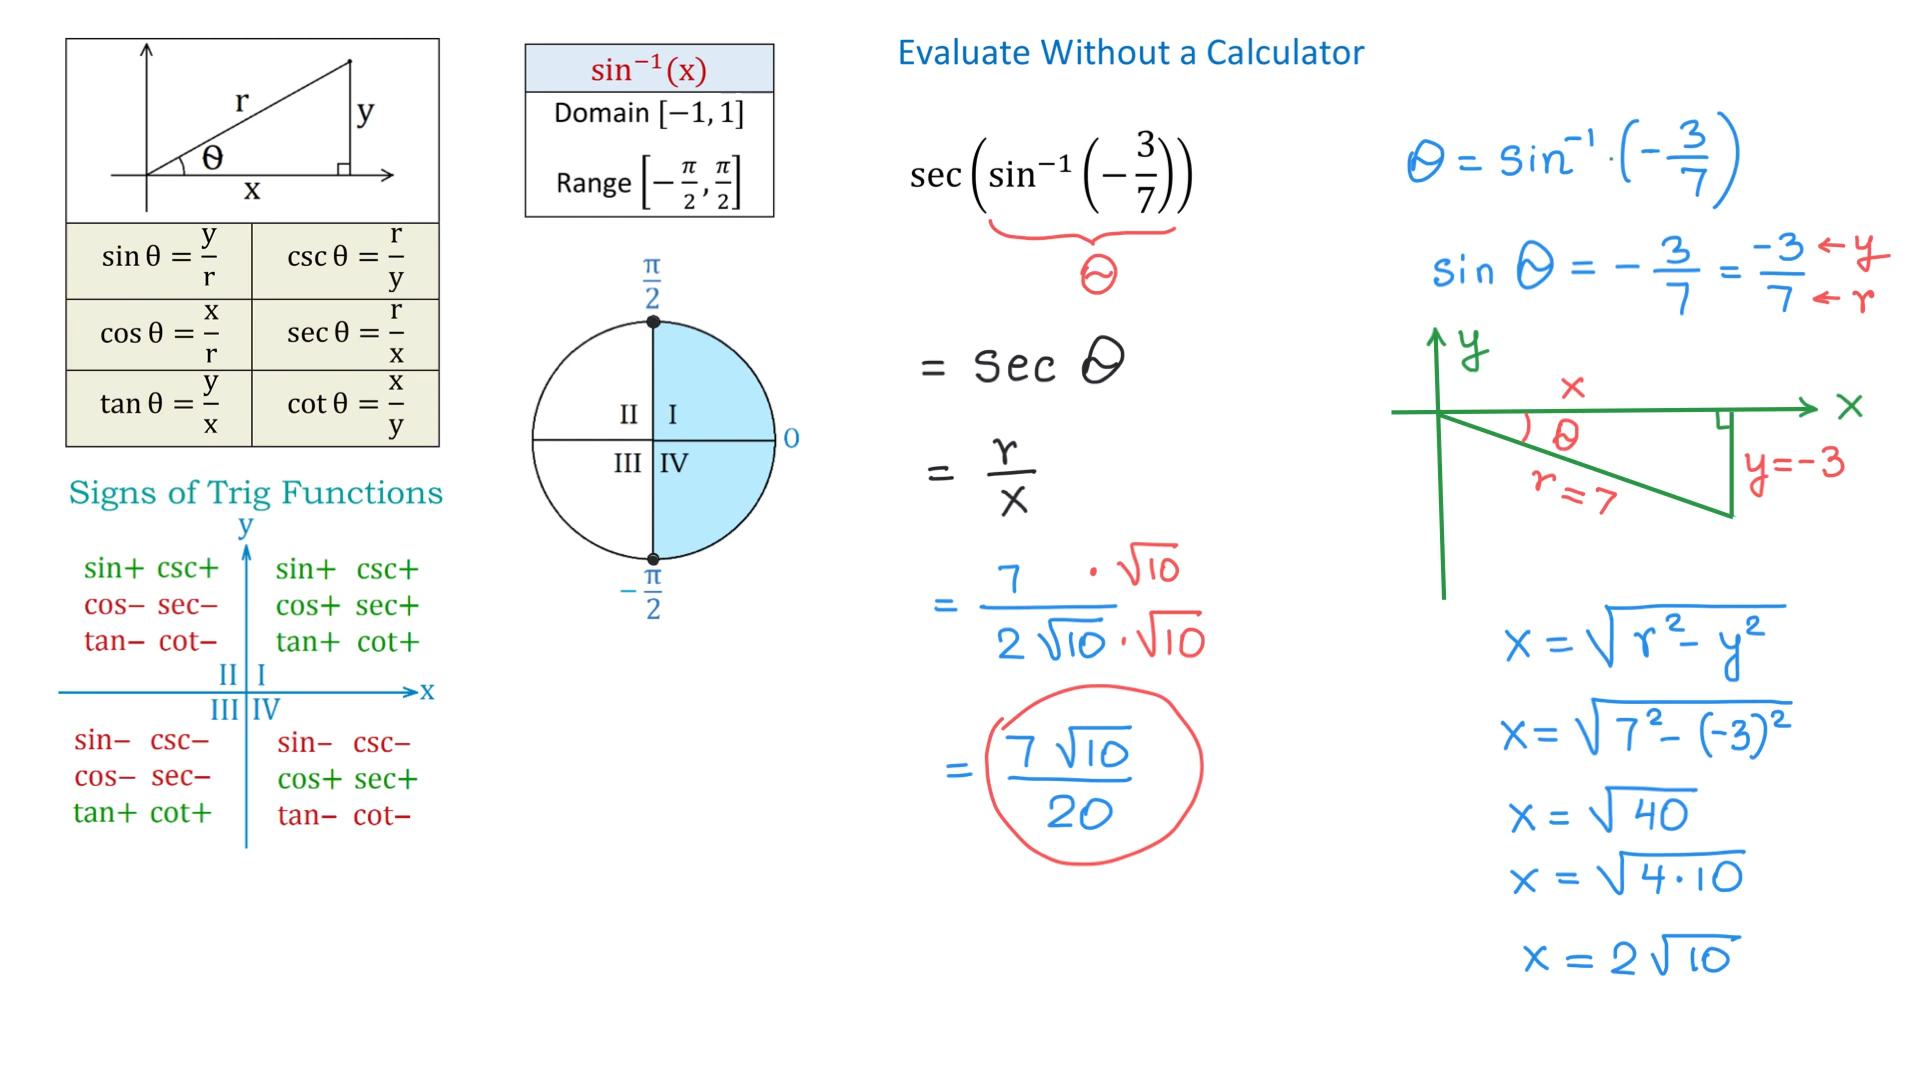 r
y
θ
x
sin θ = y/r
csc θ = r/y
cos θ = x/r
sec θ = r/x
tan θ = y/x
cot θ = x/y
Signs of Trig Functions
y
sin+ csc+
cos− sec−
tan− cot−
sin+ csc+
cos+ sec+
tan+ cot+
II I
x
III IV
sin− csc−
cos− sec−
tan+ cot+
sin− csc−
cos+ sec+
tan− cot−
sin⁻¹(x)
Domain [−1, 1]
Range [−π/2, π/2]
π/2
II I
0
III IV
−π/2
Evaluate Without a Calculator
sec(sin⁻¹(−3/7))
θ
= sec θ
= r/x
= 7/(2√10) · √10/·√10
= 7√10/20
θ = sin⁻¹·(−3/7)
sin θ = −3/7 = −3/7 ← y ← r
y
x
x
θ
y=−3
r=7
x = √(r² − y²)
x = √(7² − (−3)²)
x = √40
x = √(4·10)
x = 2√10